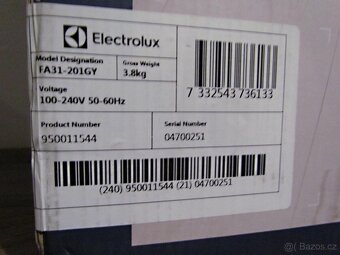 Electrolux
Model Designation
FA31-201GY
Gross Weight
3.8kg
Voltage
100-240V 50-60Hz
7 332543 736133
Product Number
950011544
Serial Number
04700251
(240) 950011544 (21) 04700251
Bazos.cz